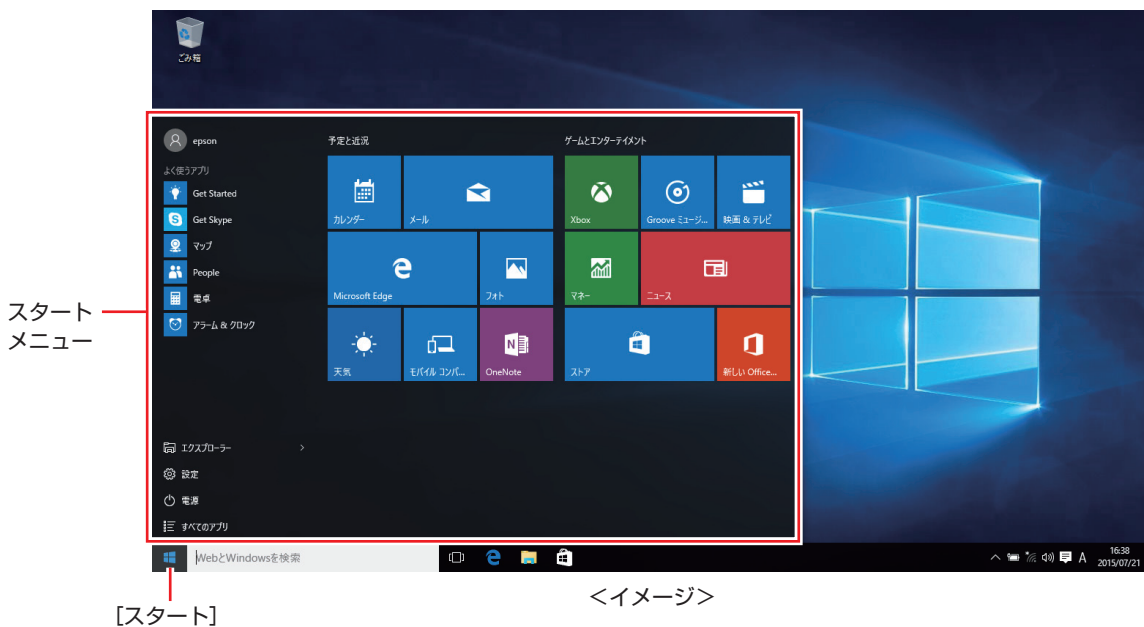 ごみ箱
epson
よく使うアプリ
Get Started
Get Skype
マップ
People
電卓
アラーム & クロック
エクスプローラー
設定
電源
すべてのアプリ
予定と近況
カレンダー
メール
Microsoft Edge
フォト
天気
モバイル コンパ...
OneNote
ゲームとエンターテイメント
Xbox
Groove ミュージ...
映画 & テレビ
マネー
ニュース
ストア
新しい Office...
スタート
メニュー
WebとWindowsを検索
A
16:38
2015/07/21
[スタート]
＜イメージ＞